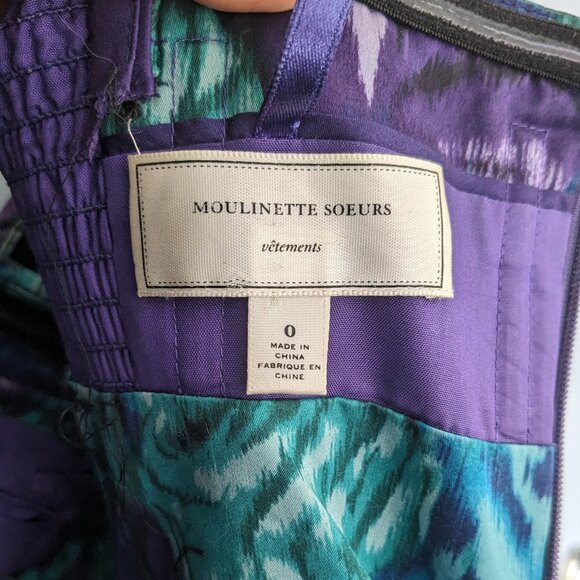 MOULINETTE SOEURS
vêtements
0
MADE IN
CHINA
FABRIQUE EN
CHINE